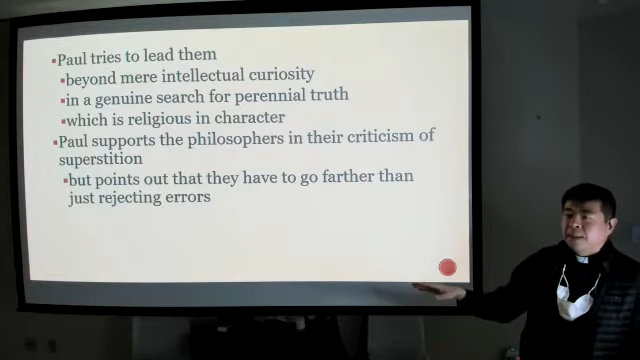 Paul tries to lead them
beyond mere intellectual curiosity
in a genuine search for perennial truth
which is religious in character
Paul supports the philosophers in their criticism of
superstition
but points out that they have to go farther than
just rejecting errors